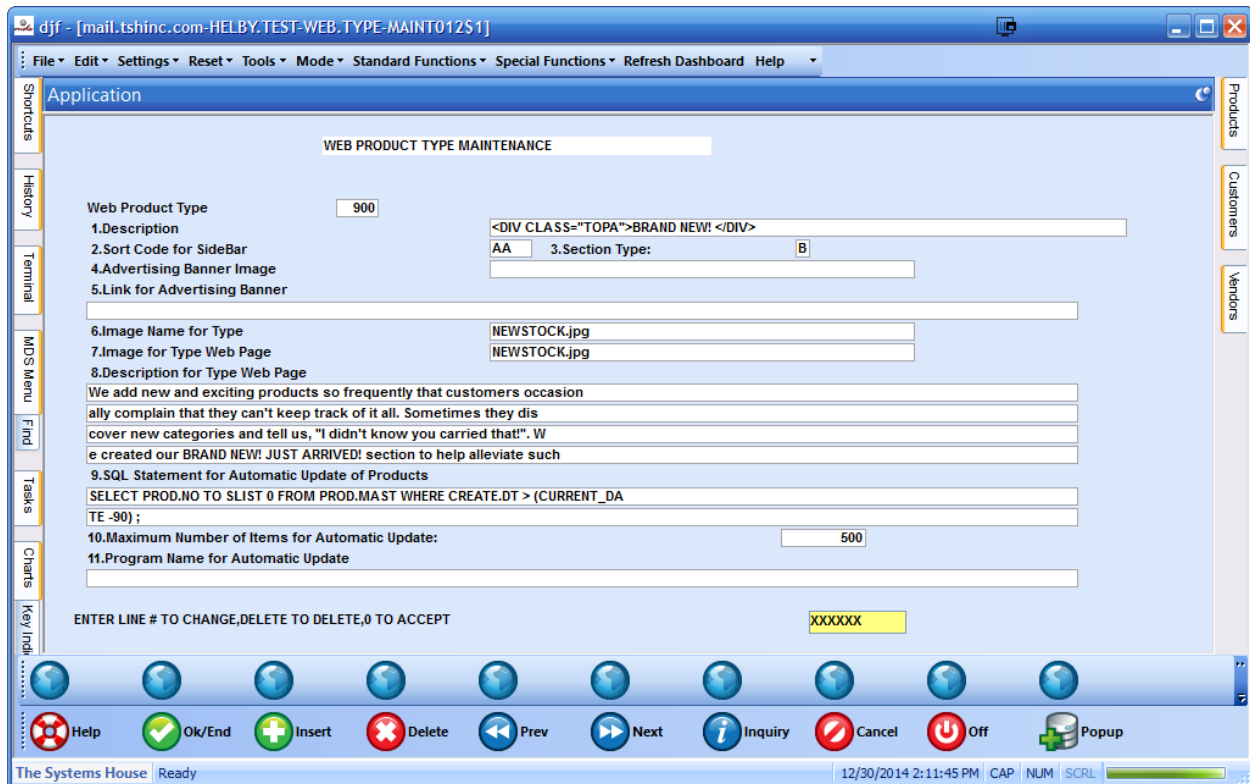 djf - [mail.tshinc.com-HELBY.TEST-WEB.TYPE-MAINT012$1]
File Edit Settings Reset Tools Mode Standard Functions Special Functions Refresh Dashboard Help
Application
Shortcuts
History
Terminal
MDS Menu
Find
Tasks
Charts
Key Indi
Products
Customers
Vendors
WEB PRODUCT TYPE MAINTENANCE
Web Product Type 900
1.Description <DIV CLASS="TOPA">BRAND NEW! </DIV>
2.Sort Code for SideBar AA 3.Section Type: B
4.Advertising Banner Image
5.Link for Advertising Banner
6.Image Name for Type NEWSTOCK.jpg
7.Image for Type Web Page NEWSTOCK.jpg
8.Description for Type Web Page
We add new and exciting products so frequently that customers occasion
ally complain that they can't keep track of it all. Sometimes they dis
cover new categories and tell us, "I didn't know you carried that!". W
e created our BRAND NEW! JUST ARRIVED! section to help alleviate such
9.SQL Statement for Automatic Update of Products
SELECT PROD.NO TO SLIST 0 FROM PROD.MAST WHERE CREATE.DT > (CURRENT_DA
TE -90) ;
10.Maximum Number of Items for Automatic Update: 500
11.Program Name for Automatic Update
ENTER LINE # TO CHANGE,DELETE TO DELETE,0 TO ACCEPT XXXXXX
Help Ok/End Insert Delete Prev Next Inquiry Cancel Off Popup
The Systems House Ready 12/30/2014 2:11:45 PM CAP NUM SCRL